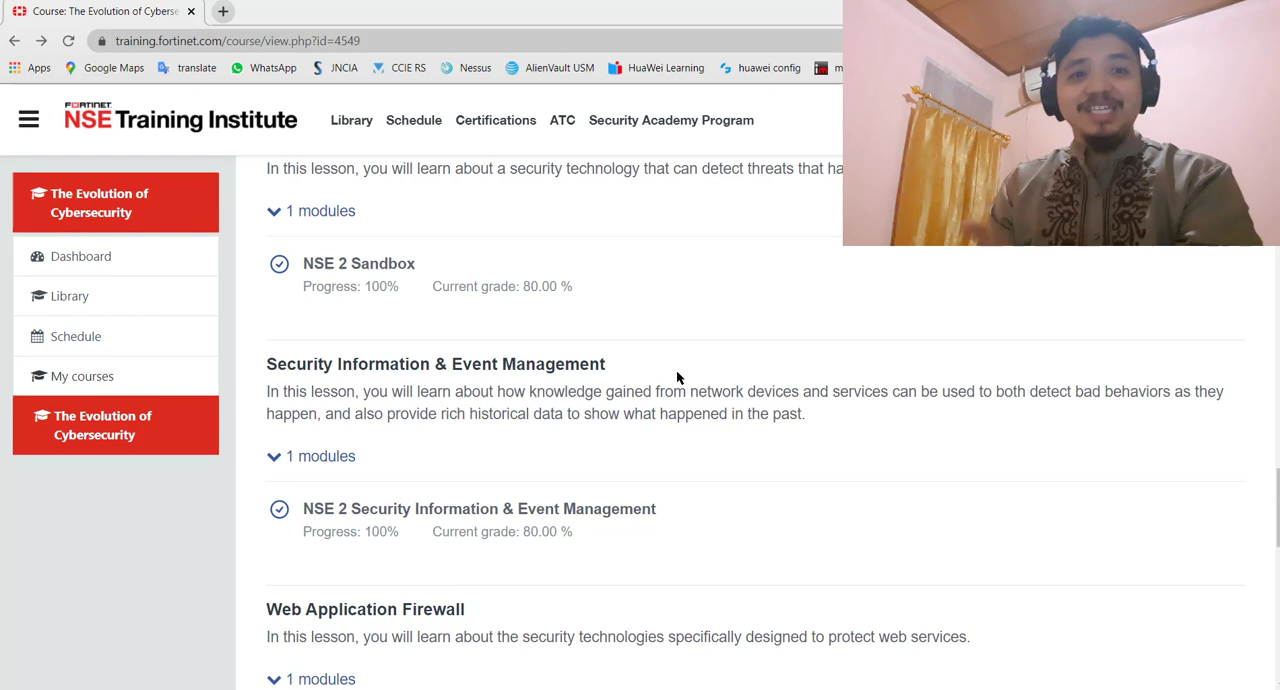 Course: The Evolution of Cyberse
training.fortinet.com/course/view.php?id=4549
Apps Google Maps translate WhatsApp JNCIA CCIE RS Nessus AlienVault USM HuaWei Learning huawei config m
FORTINET
NSE Training Institute
Library Schedule Certifications ATC Security Academy Program
The Evolution of
Cybersecurity
Dashboard
Library
Schedule
My courses
The Evolution of
Cybersecurity
In this lesson, you will learn about a security technology that can detect threats that ha
1 modules
NSE 2 Sandbox
Progress: 100% Current grade: 80.00 %
Security Information & Event Management
In this lesson, you will learn about how knowledge gained from network devices and services can be used to both detect bad behaviors as they
happen, and also provide rich historical data to show what happened in the past.
1 modules
NSE 2 Security Information & Event Management
Progress: 100% Current grade: 80.00 %
Web Application Firewall
In this lesson, you will learn about the security technologies specifically designed to protect web services.
1 modules